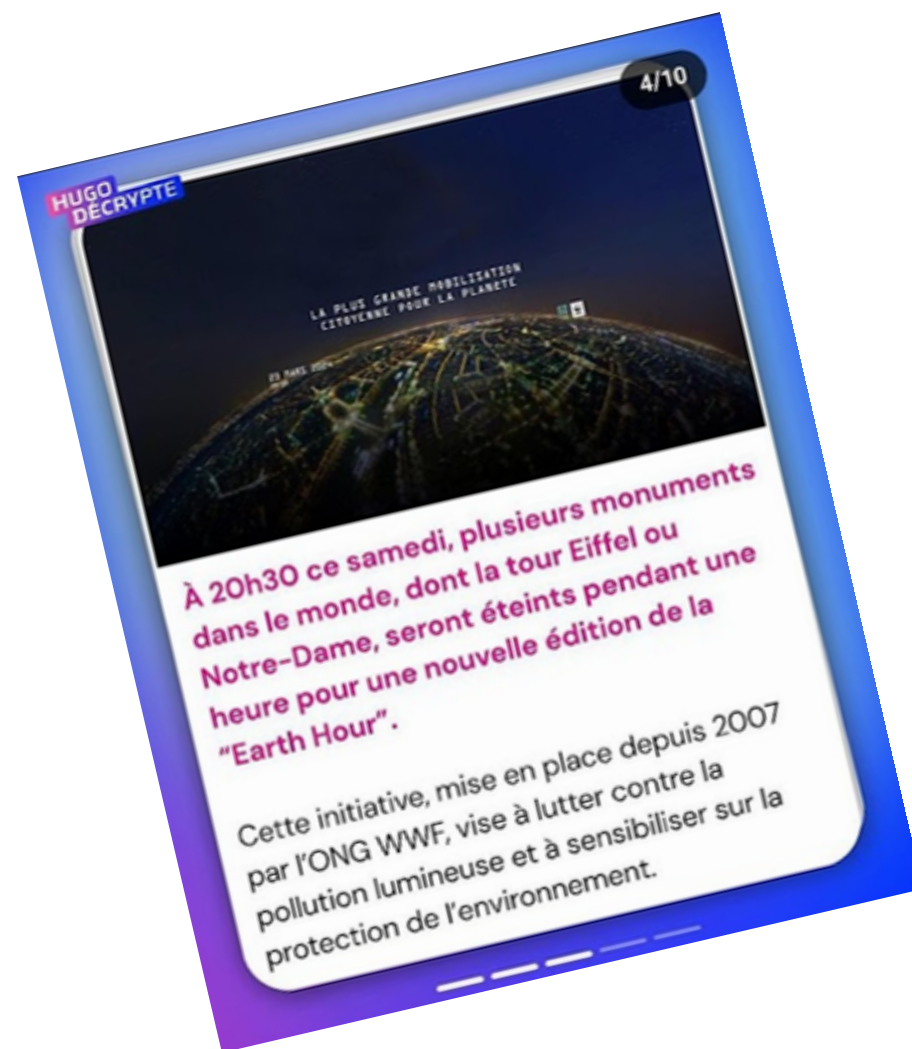 4/10
HUGO
DÉCRYPTE
LA PLUS GRANDE MOBILISATION
CITOYENNE POUR LA PLANETE
23 MARS
À 20h30 ce samedi, plusieurs monuments
dans le monde, dont la tour Eiffel ou
Notre-Dame, seront éteints pendant une
heure pour une nouvelle édition de la
“Earth Hour”.
Cette initiative, mise en place depuis 2007
par l’ONG WWF, vise à lutter contre la
pollution lumineuse et à sensibiliser sur la
protection de l’environnement.